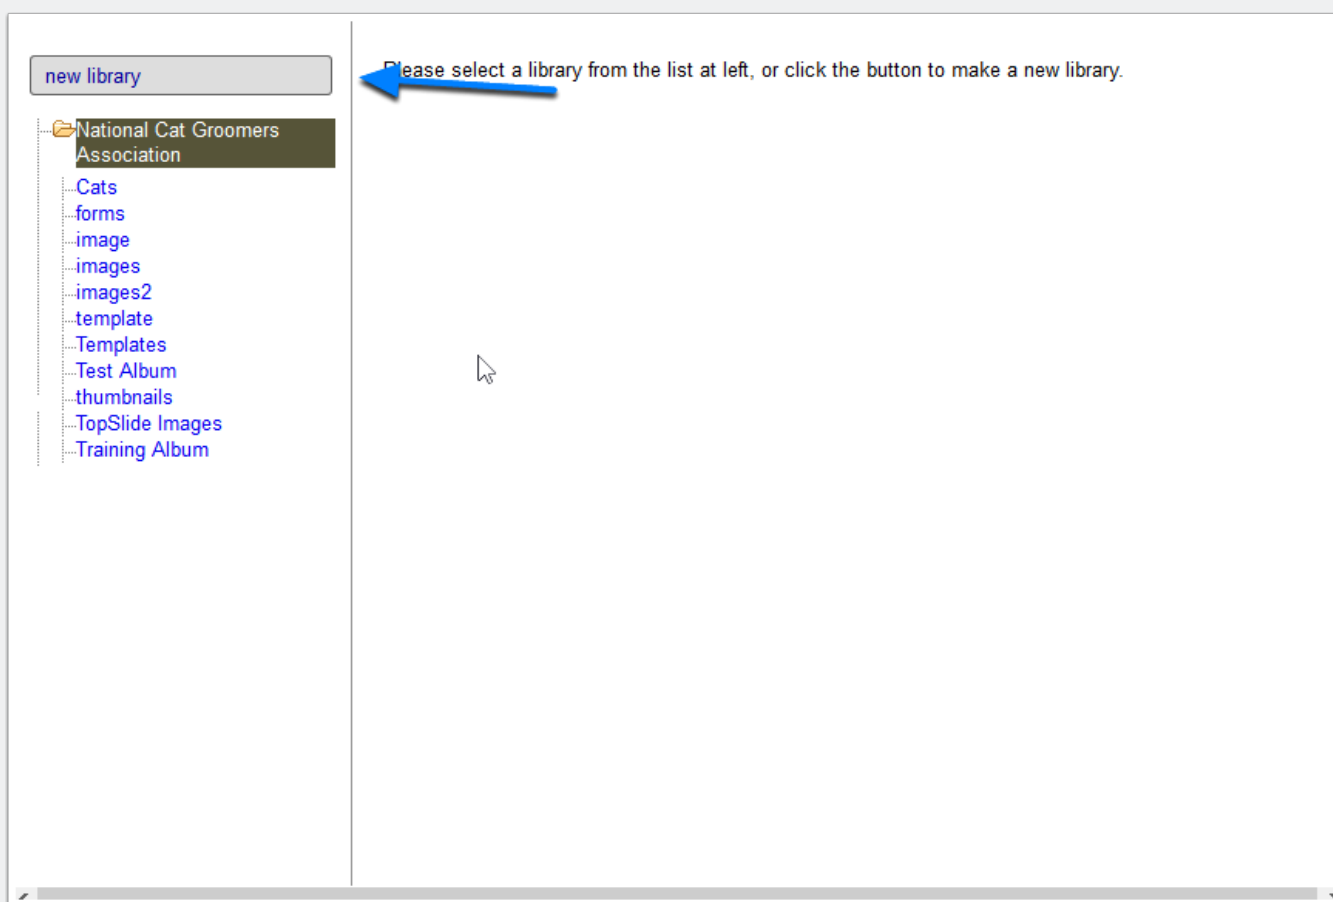 new library
Please select a library from the list at left, or click the button to make a new library.
National Cat Groomers
Association
Cats
forms
image
images
images2
template
Templates
Test Album
thumbnails
TopSlide Images
Training Album